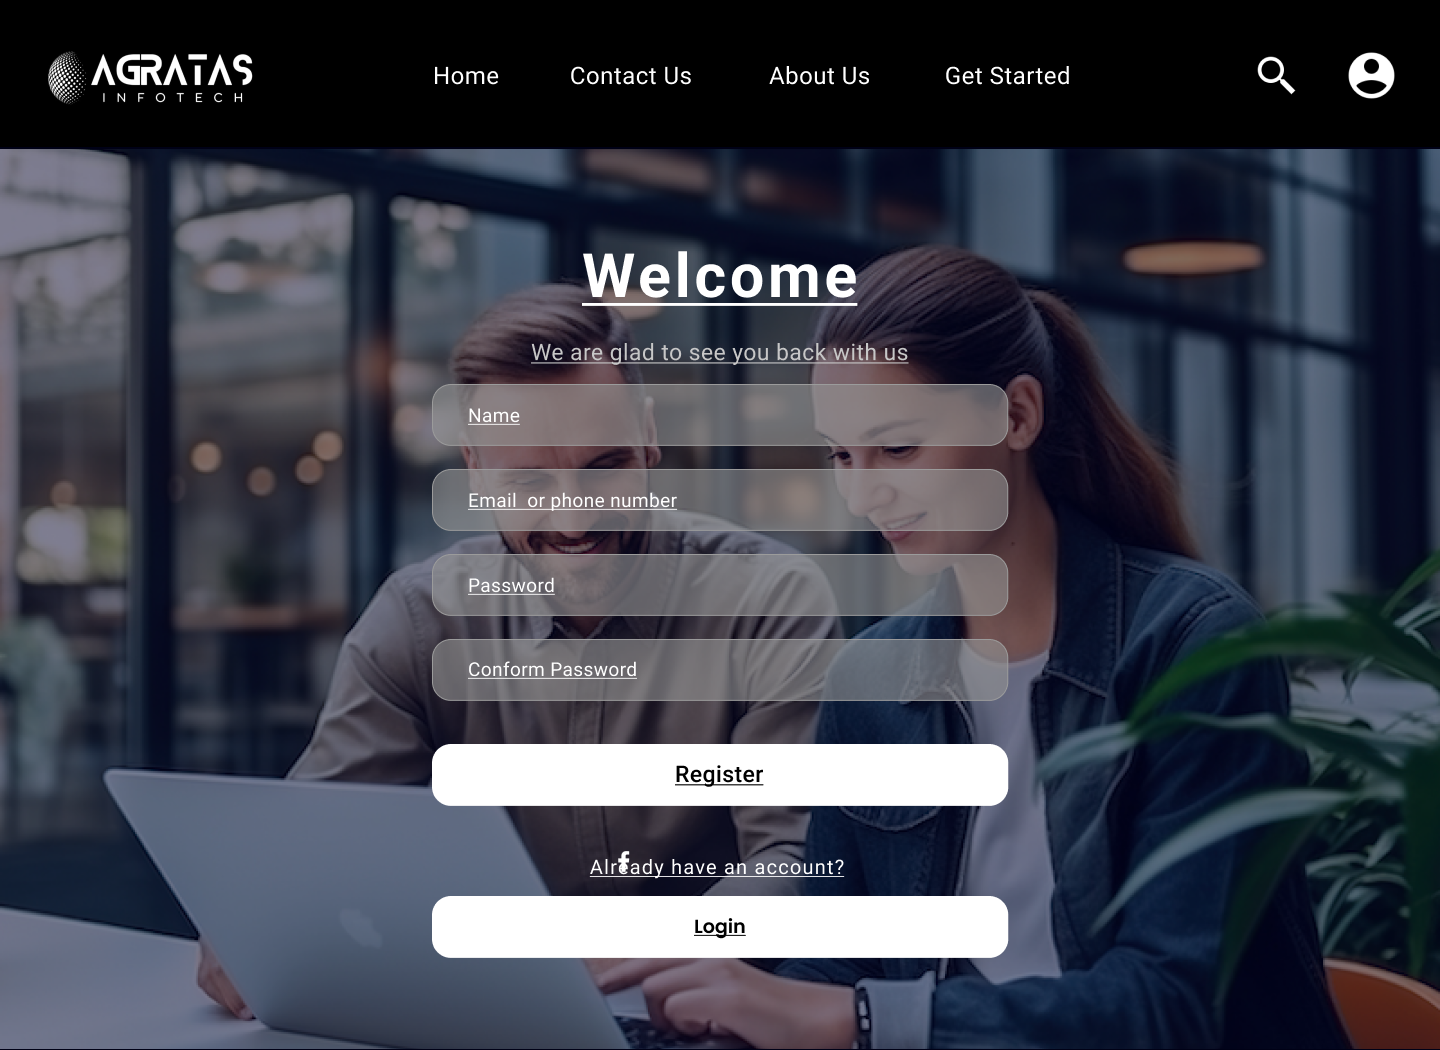 AGRATAS
INFOTECH
Home
Contact Us
About Us
Get Started
Welcome
We are glad to see you back with us
Name
Email  or phone number
Password
Conform Password
Register
Already have an account?
Login